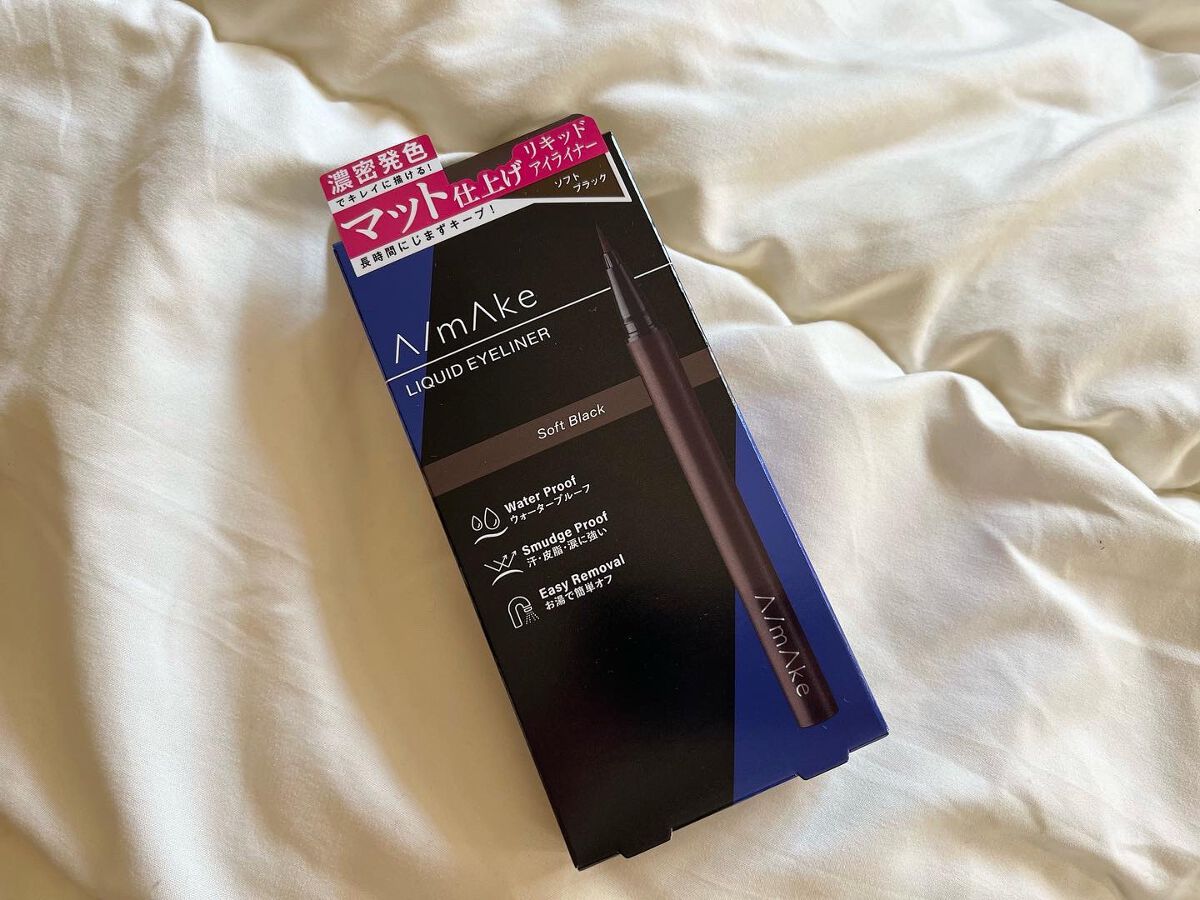 濃密発色
でキレイに描ける!
マット仕上げ
リキッド
アイライナー
長時間にじまずキープ!
ソフト
ブラック
A/mAke
LIQUID EYELINER
Soft Black
Water Proof
ウォータープルーフ
Smudge Proof
汗・皮脂・涙に強い
Easy Removal
お湯で簡単オフ
A/mAke